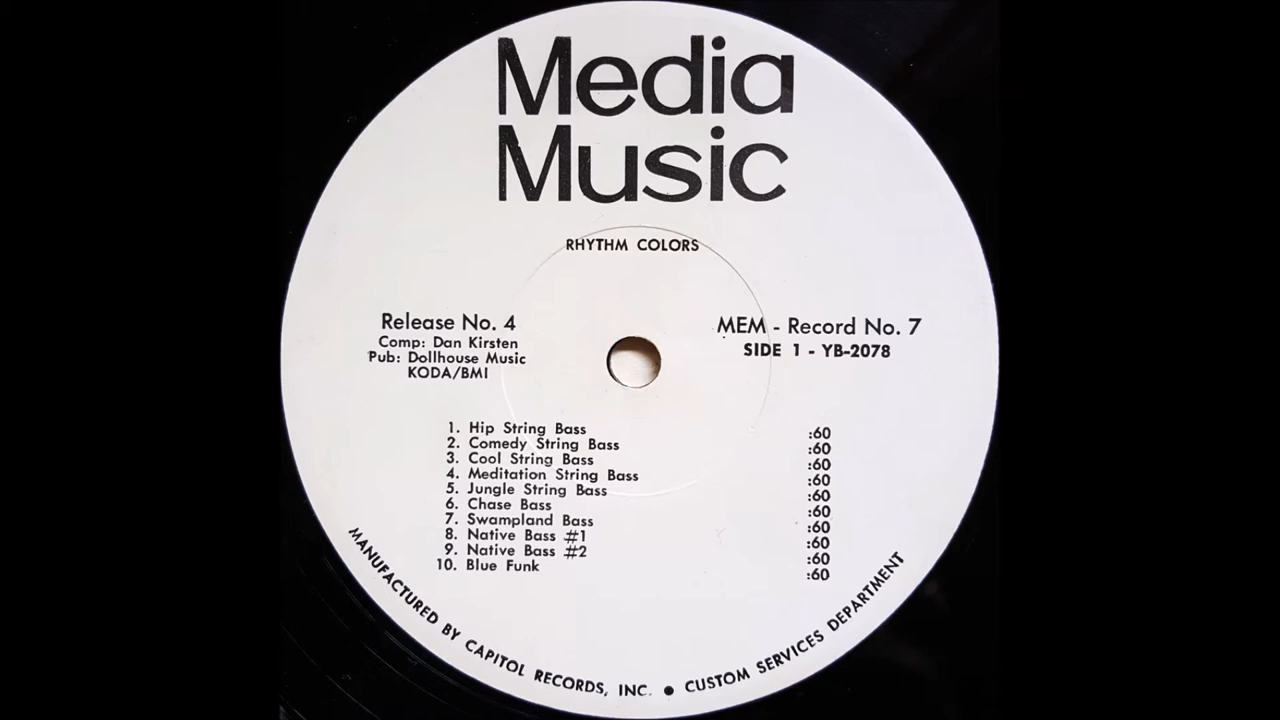 Media
Music
RHYTHM COLORS
Release No. 4
Comp: Dan Kirsten
Pub: Dollhouse Music
KODA/BMI
MEM - Record No. 7
SIDE 1 - YB-2078
1. Hip String Bass :60
2. Comedy String Bass :60
3. Cool String Bass :60
4. Meditation String Bass :60
5. Jungle String Bass :60
6. Chase Bass :60
7. Swampland Bass :60
8. Native Bass #1 :60
9. Native Bass #2 :60
10. Blue Funk :60
MANUFACTURED BY CAPITOL RECORDS, INC. ● CUSTOM SERVICES DEPARTMENT